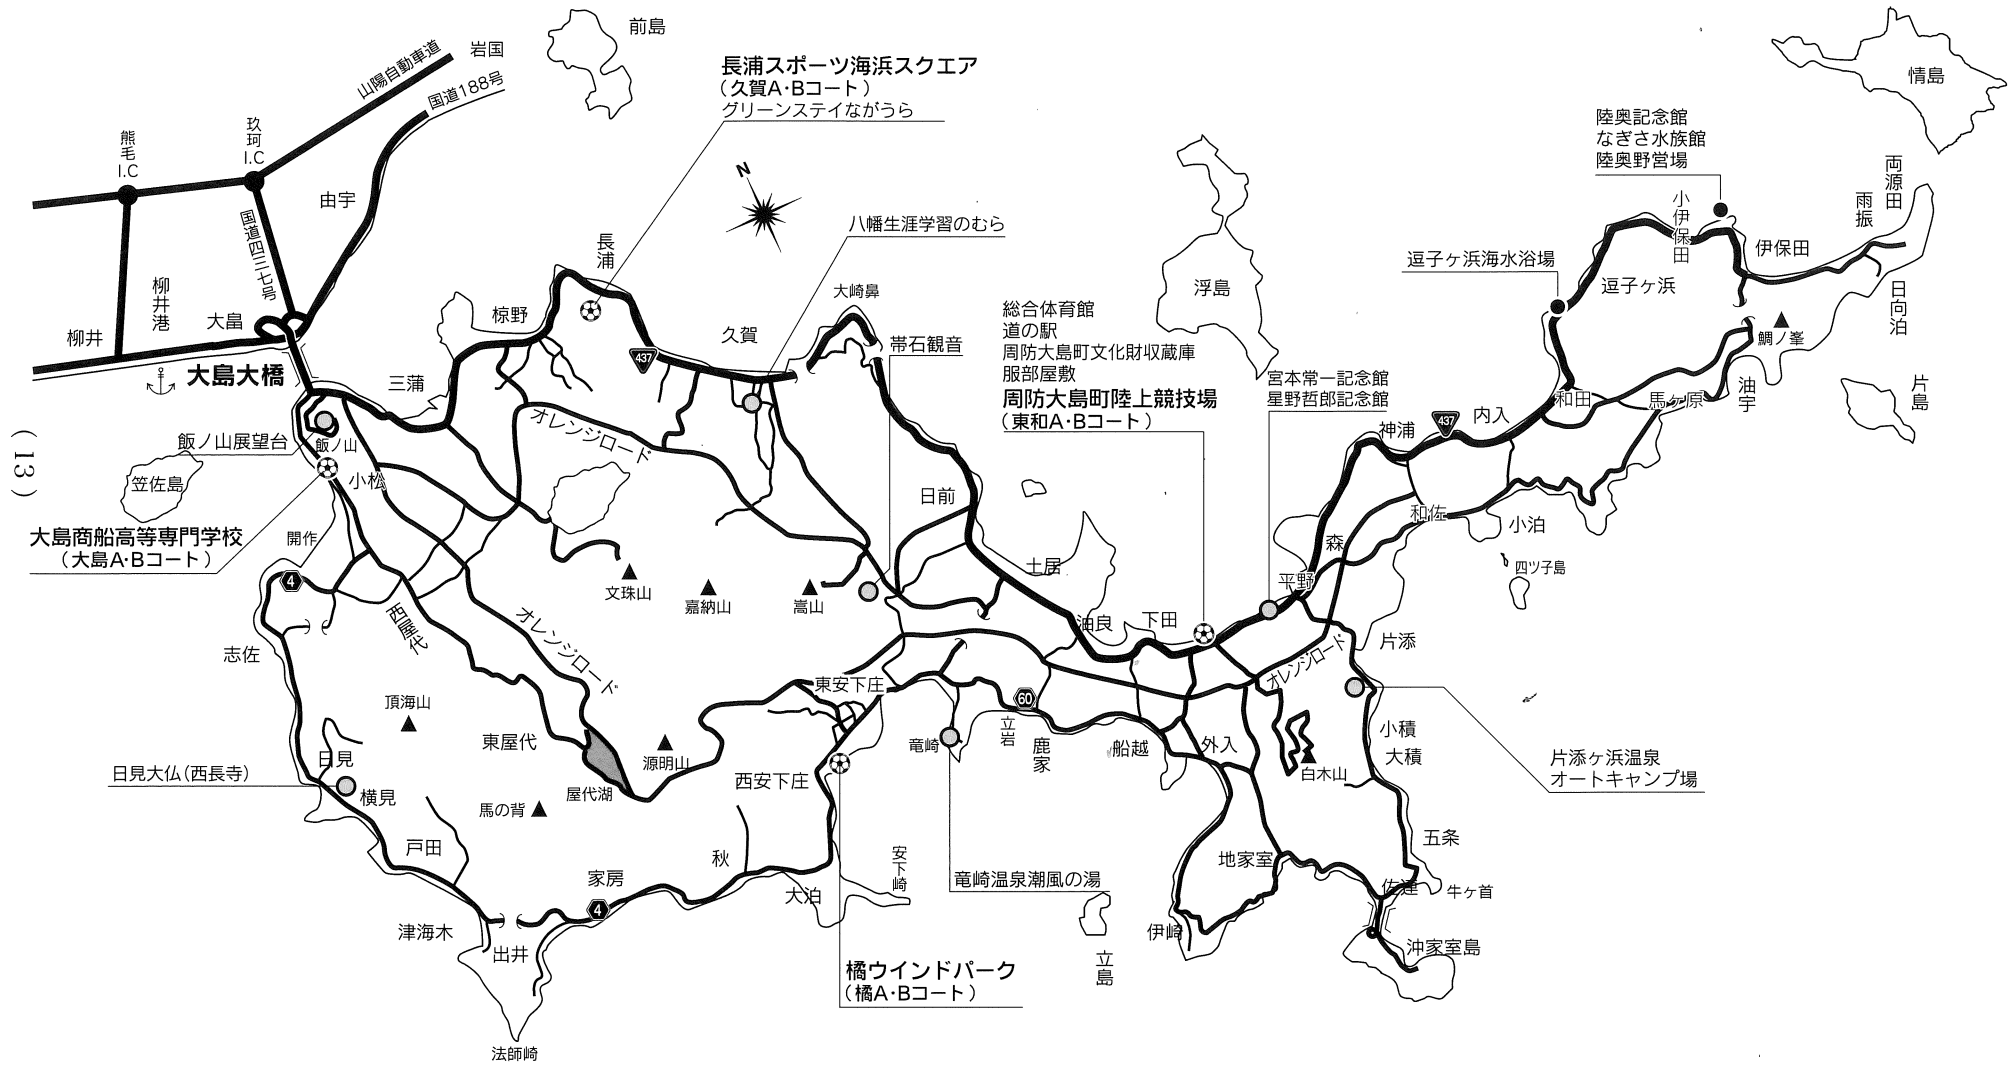 前島
岩国
山陽自動車道
国道188号
長浦スポーツ海浜スクエア
（久賀A・Bコート）
グリーンステイながうら
情島
陸奥記念館
なぎさ水族館
陸奥野営場
熊毛I.C
玖珂I.C
由宇
国道四三七号
N
両源田
雨振
小伊保田
伊保田
八幡生涯学習のむら
長浦
逗子ヶ浜海水浴場
逗子ヶ浜
日向泊
浮島
柳井港
大畠
柳井
椋野
大崎鼻
久賀
帯石観音
437
総合体育館
道の駅
周防大島町文化財収蔵庫
服部屋敷
周防大島町陸上競技場
（東和A・Bコート）
宮本常一記念館
星野哲郎記念館
鯛ノ峯
大島大橋
三蒲
和田
馬ヶ原
油宇
片島
オレンジロード
437
内入
神浦
飯ノ山展望台
飯ノ山
小松
笠佐島
(13)
日前
和佐
小泊
大島商船高等専門学校
（大島A・Bコート）
開作
森
四ツ子島
土居
平野
4
文珠山
嘉納山
嵩山
西屋代
オレンジロード
油良
下田
片添
オレンジロード
志佐
東安下庄
60
立岩
頂海山
東屋代
源明山
竜崎
鹿家
船越
外入
小積
大積
白木山
日見
日見大仏（西長寺）
横見
屋代湖
馬の背
西安下庄
片添ヶ浜温泉
オートキャンプ場
戸田
秋
安下崎
地家室
五条
家房
4
大泊
竜崎温泉潮風の湯
佐連
牛ヶ首
津海木
出井
伊崎
立島
沖家室島
橘ウインドパーク
（橘A・Bコート）
法師崎